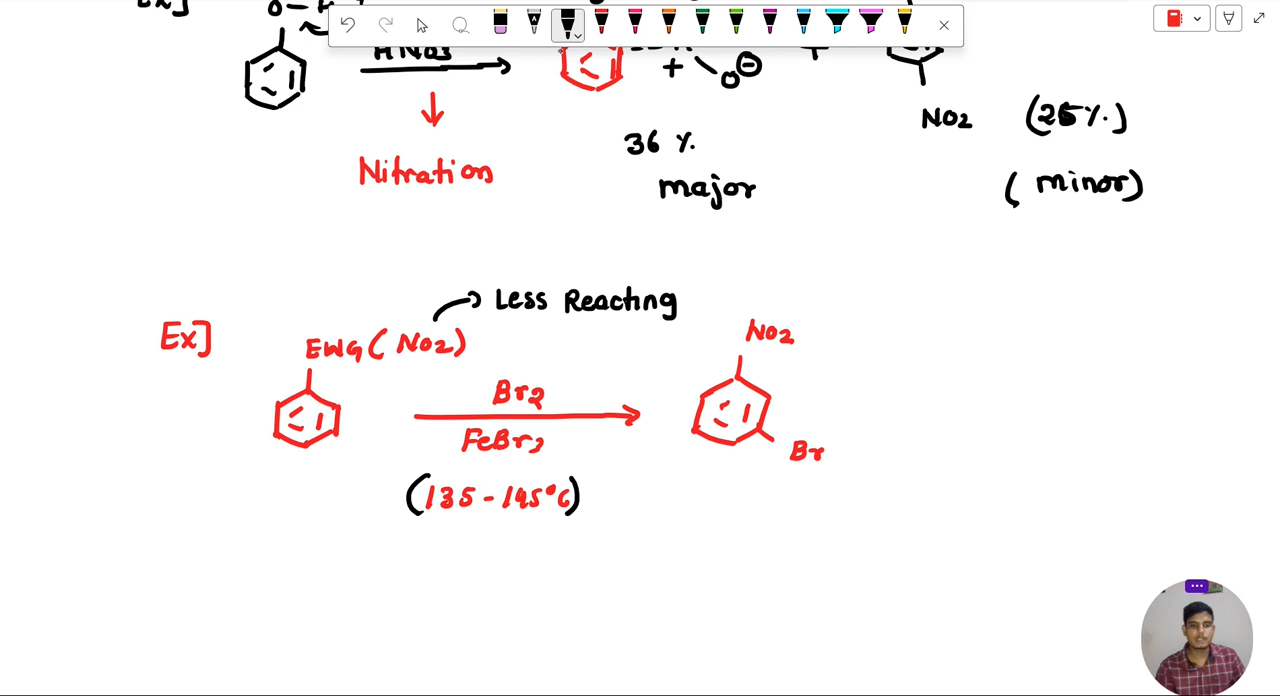 HNO3
+
NO2 (25%.)
36 %.
Nitration
major
(minor)
Less Reacting
Ex]
EWG (NO2)
NO2
Br2
FeBr3
Br
(135-145°C)